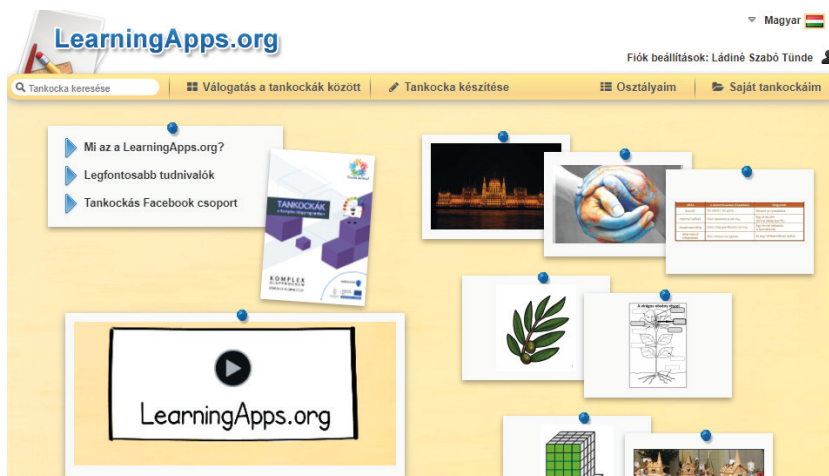 LearningApps.org
Magyar
Fiók beállítások: Ládiné Szabó Tünde
Tankocka keresése
Válogatás a tankockák között
Tankocka készítése
Osztályaim
Saját tankockáim
Mi az a LearningApps.org?
Legfontosabb tudnivalók
Tankockás Facebook csoport
TANKOCKÁK
KOMPLEX
ALAPPROGRAM
A virágos növény részei
LearningApps.org